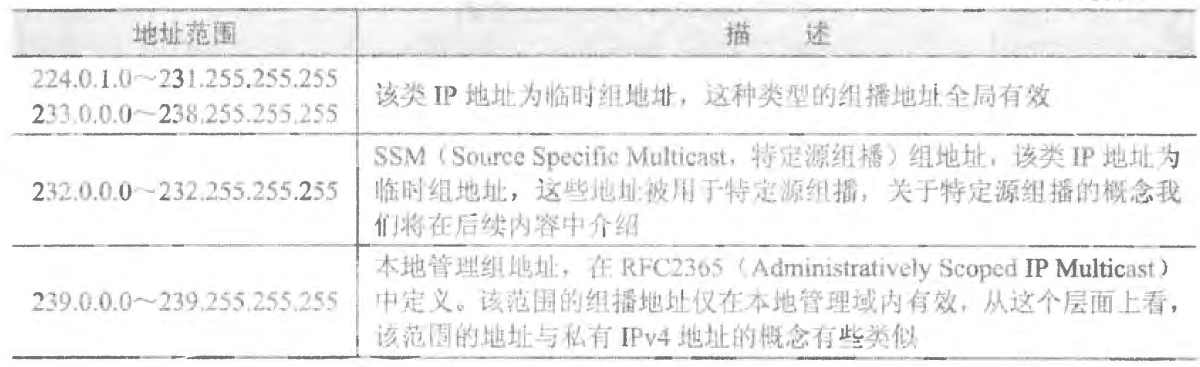 地址范围 描 述
224.0.1.0～231.255.255.255
233.0.0.0～238.255.255.255
该类 IP 地址为临时组地址，这种类型的组播地址全局有效
232.0.0.0～232.255.255.255
SSM（Source Specific Multicast，特定源组播）组地址，该类 IP 地址为
临时组地址，这些地址被用于特定源组播，关于特定源组播的概念我
们将在后续内容中介绍
239.0.0.0～239.255.255.255
本地管理组地址，在 RFC2365（Administratively Scoped IP Multicast）
中定义。该范围的组播地址仅在本地管理域内有效，从这个层面上看，
该范围的地址与私有 IPv4 地址的概念有些类似